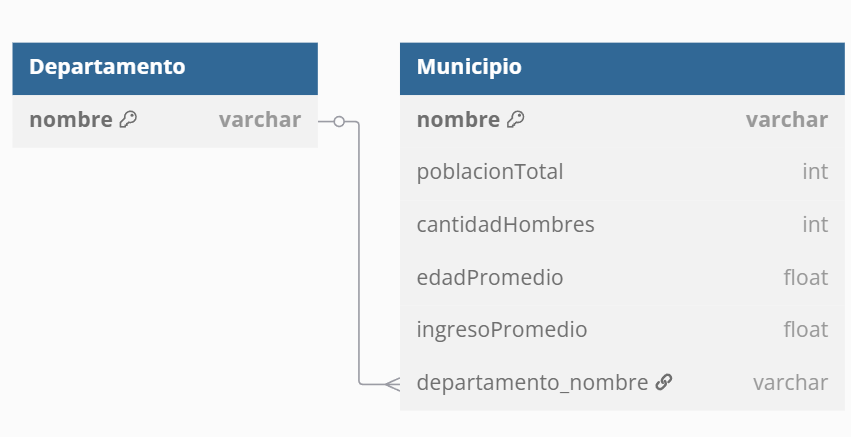 Departamento
nombre varchar
Municipio
nombre varchar
poblacionTotal int
cantidadHombres int
edadPromedio float
ingresoPromedio float
departamento_nombre varchar